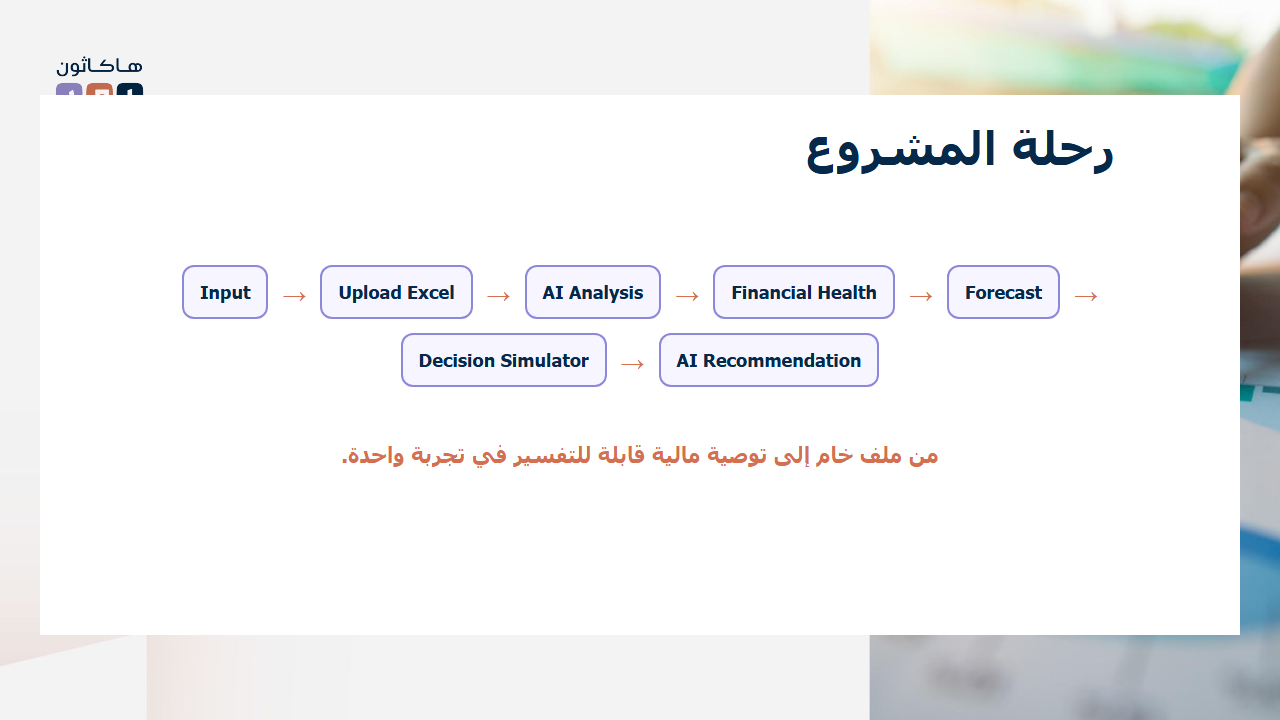 هاكاثون
رحلة المشروع
Input → Upload Excel → AI Analysis → Financial Health → Forecast →
Decision Simulator → AI Recommendation
من ملف خام إلى توصية مالية قابلة للتفسير في تجربة واحدة.